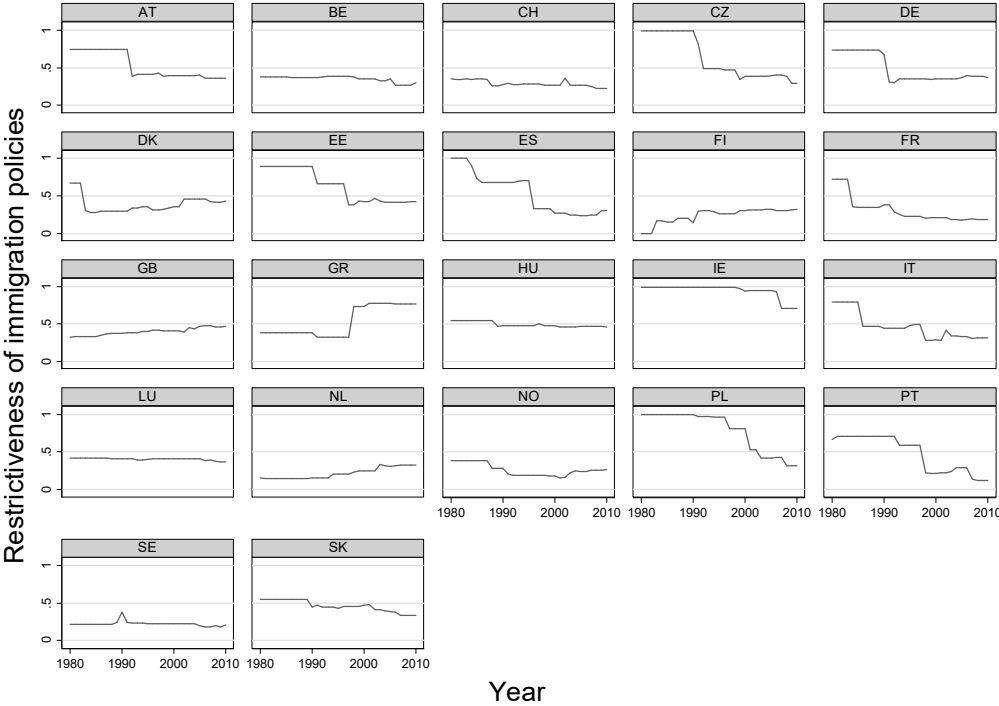 Restrictiveness of immigration policies
AT BE CH CZ DE
1
.5
0
DK EE ES FI FR
1
.5
0
GB GR HU IE IT
1
.5
0
LU NL NO PL PT
1
.5
0
1980 1990 2000 2010 1980 1990 2000 2010 1980 1990 2000 2010
SE SK
1
.5
0
1980 1990 2000 2010 1980 1990 2000 2010
Year